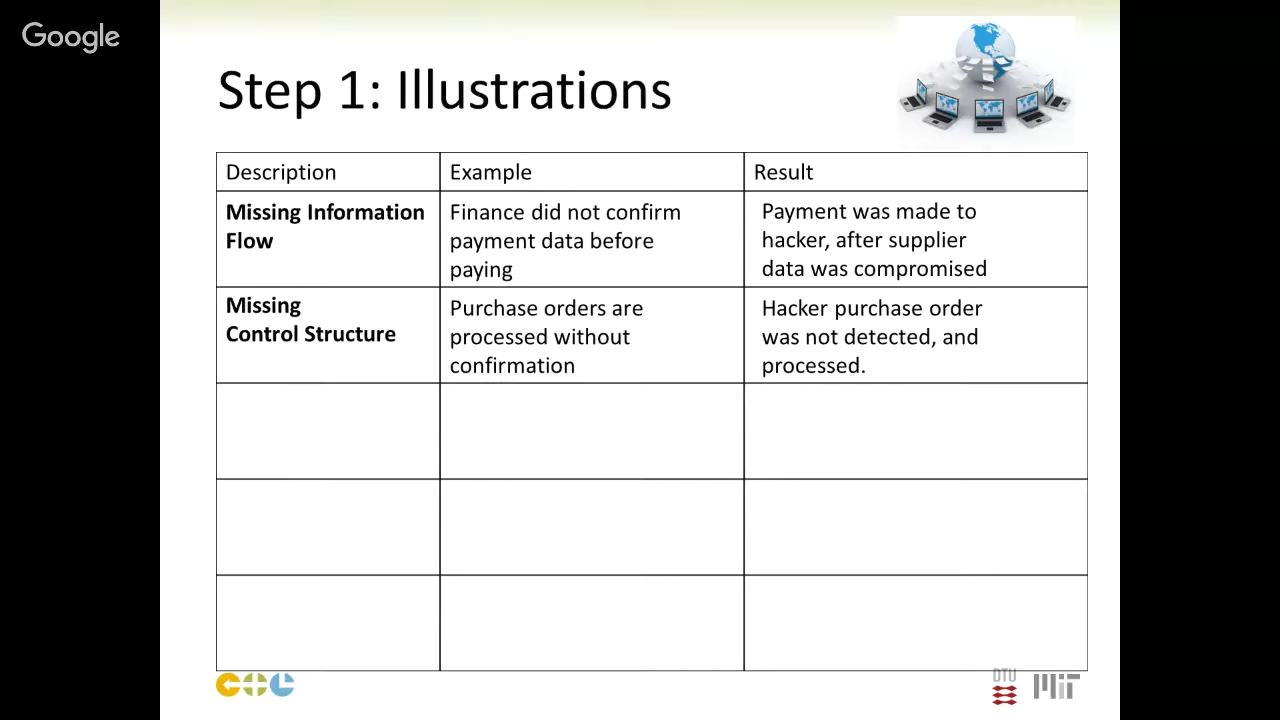 Google
Step 1: Illustrations
Description
Example
Result
Missing Information
Flow
Finance did not confirm
payment data before
paying
Payment was made to
hacker, after supplier
data was compromised
Missing
Control Structure
Purchase orders are
processed without
confirmation
Hacker purchase order
was not detected, and
processed.
DTU
MIT